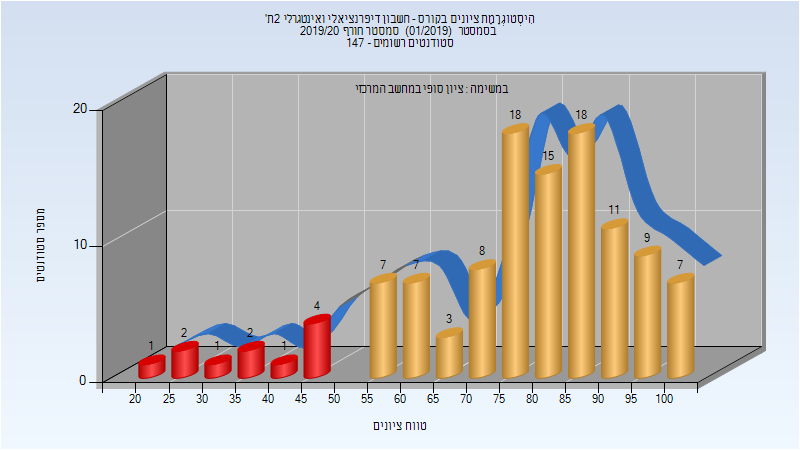 היסטוגרמת ציונים בקורס - חשבון דיפרנציאלי ואינטגרלי 2ת'
בסמסטר (01/2019) סמסטר חורף 2019/20
סטודנטים רשומים - 147
במשימה : ציון סופי במחשב המרכזי
מספר סטודנטים
20
10
0
1 2 1 2 1 4 7 7 3 8 18 15 18 11 9 7
20 25 30 35 40 45 50 55 60 65 70 75 80 85 90 95 100
טווח ציונים